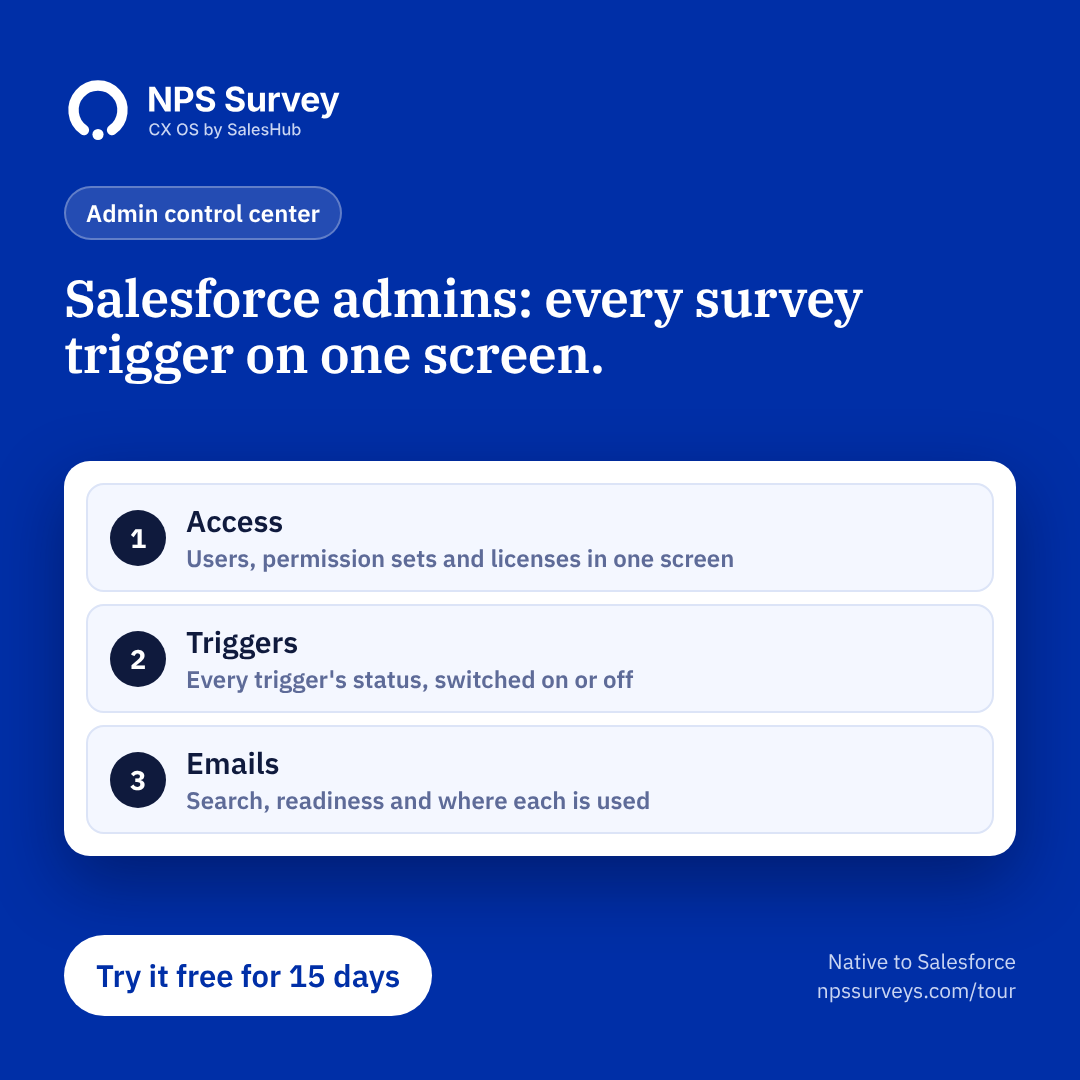 NPS Survey
CX OS by SalesHub
Admin control center
Salesforce admins: every survey
trigger on one screen.
1
Access
Users, permission sets and licenses in one screen
2
Triggers
Every trigger's status, switched on or off
3
Emails
Search, readiness and where each is used
Try it free for 15 days
Native to Salesforce
npssurveys.com/tour